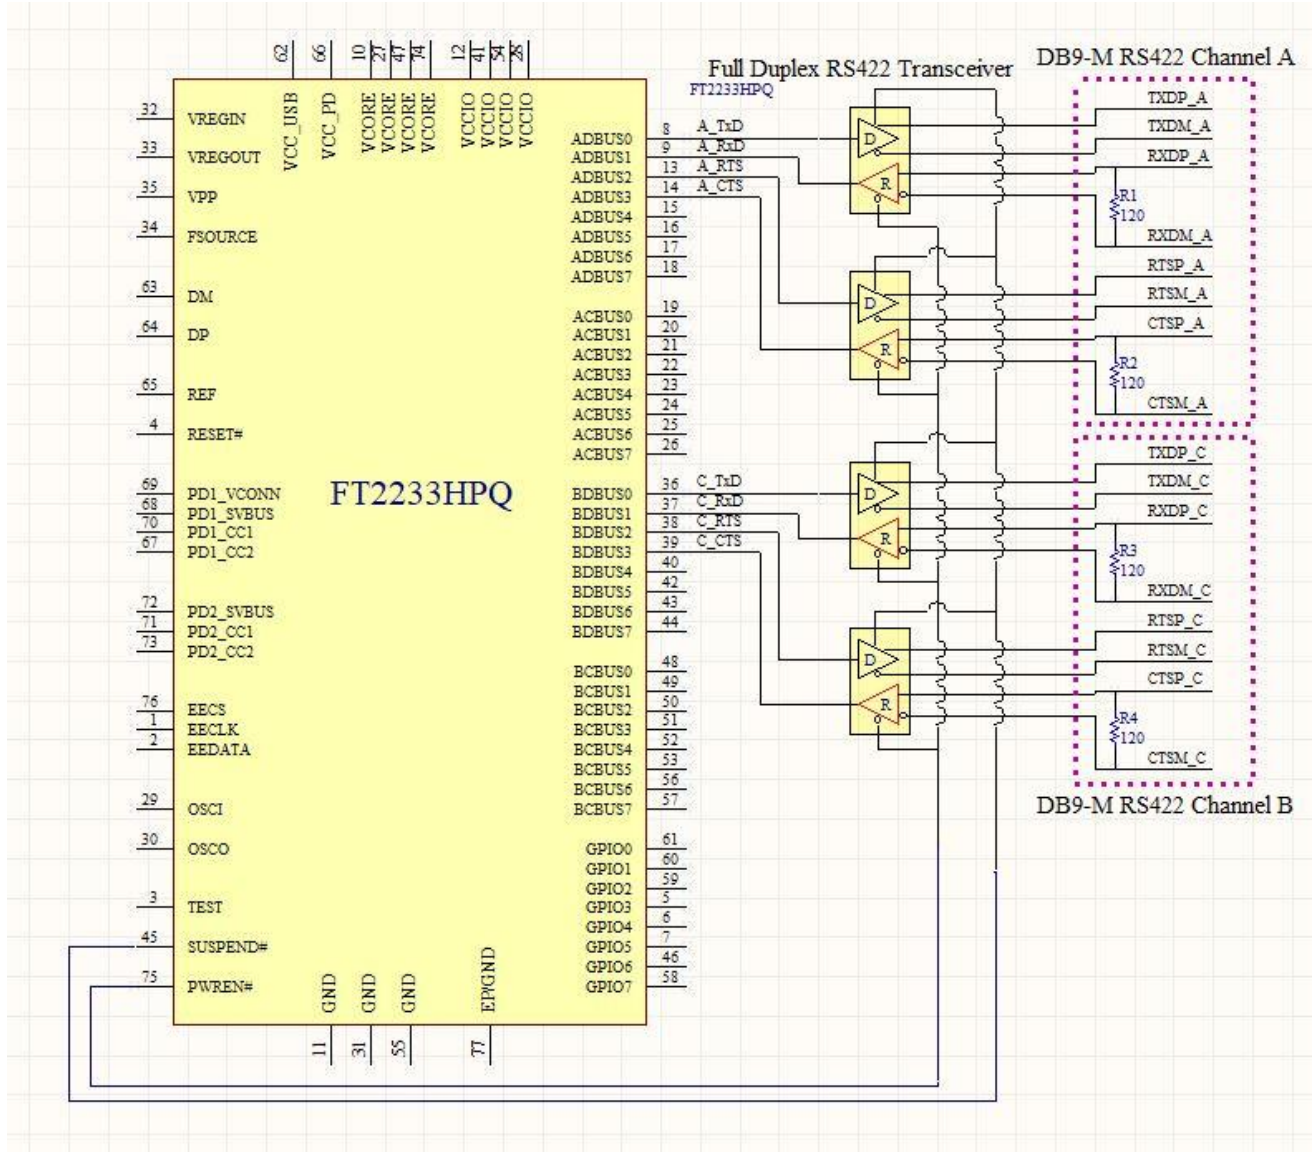 Full Duplex RS422 Transceiver
FT2233HPQ
DB9-M RS422 Channel A
62
66
10
27
47
74
12
41
54
28
VCC_USB
VCC_PD
VCORE
VCORE
VCORE
VCORE
VCCIO
VCCIO
VCCIO
VCCIO
32 VREGIN
33 VREGOUT
35 VPP
34 FSOURCE
63 DM
64 DP
65 REF
4 RESET#
69 PD1_VCONN
68 PD1_SVBUS
70 PD1_CC1
67 PD1_CC2
72 PD2_SVBUS
71 PD2_CC1
73 PD2_CC2
76 EECS
1 EECLK
2 EEDATA
29 OSCI
30 OSCO
3 TEST
45 SUSPEND#
75 PWREN#
FT2233HPQ
ADBUS0 8 A_TxD
ADBUS1 9 A_RxD
ADBUS2 13 A_RTS
ADBUS3 14 A_CTS
ADBUS4 15
ADBUS5 16
ADBUS6 17
ADBUS7 18
ACBUS0 19
ACBUS1 20
ACBUS2 21
ACBUS3 22
ACBUS4 23
ACBUS5 24
ACBUS6 25
ACBUS7 26
BDBUS0 36 C_TxD
BDBUS1 37 C_RxD
BDBUS2 38 C_RTS
BDBUS3 39 C_CTS
BDBUS4 40
BDBUS5 42
BDBUS6 43
BDBUS7 44
BCBUS0 48
BCBUS1 49
BCBUS2 50
BCBUS3 51
BCBUS4 52
BCBUS5 53
BCBUS6 56
BCBUS7 57
GPIO0 61
GPIO1 60
GPIO2 59
GPIO3 5
GPIO4 6
GPIO5 7
GPIO6 46
GPIO7 58
GND
GND
GND
EP/GND
11
31
55
77
D
R
D
R
D
R
D
R
TXDP_A
TXDM_A
RXDP_A
R1
120
RXDM_A
RTSP_A
RTSM_A
CTSP_A
R2
120
CTSM_A
TXDP_C
TXDM_C
RXDP_C
R3
120
RXDM_C
RTSP_C
RTSM_C
CTSP_C
R4
120
CTSM_C
DB9-M RS422 Channel B